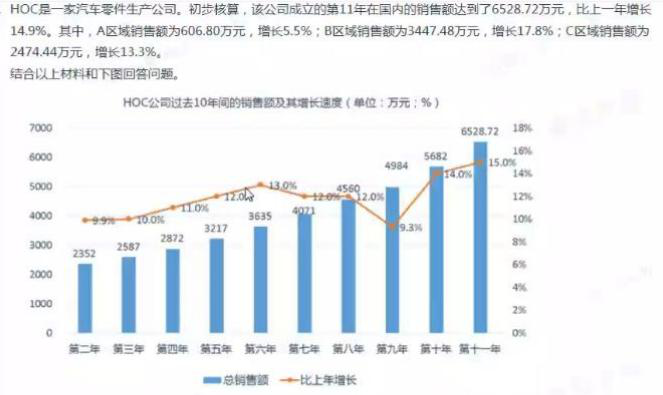 HOC是一家汽车零件生产公司。初步核算，该公司成立的第11年在国内的销售额达到了6528.72万元，比上一年增长
14.9%。其中，A区域销售额为606.80万元，增长5.5%；B区域销售额为3447.48万元，增长17.8%；C区域销售额为
2474.44万元，增长13.3%。
结合以上材料和下图回答问题。
HOC公司过去10年间的销售额及其增长速度（单位：万元；%）
7000 6000 5000 4000 3000 2000 1000 0
2352 2587 2872 3217 3635 4071 4560 4984 5682 6528.72
9.9% 10.0% 11.0% 12.0% 13.0% 12.0% 12.0% 9.3% 14.0% 15.0%
18% 16% 14% 12% 10% 8% 6% 4% 2% 0%
第二年 第三年 第四年 第五年 第六年 第七年 第八年 第九年 第十年 第十一年
总销售额 比上年增长